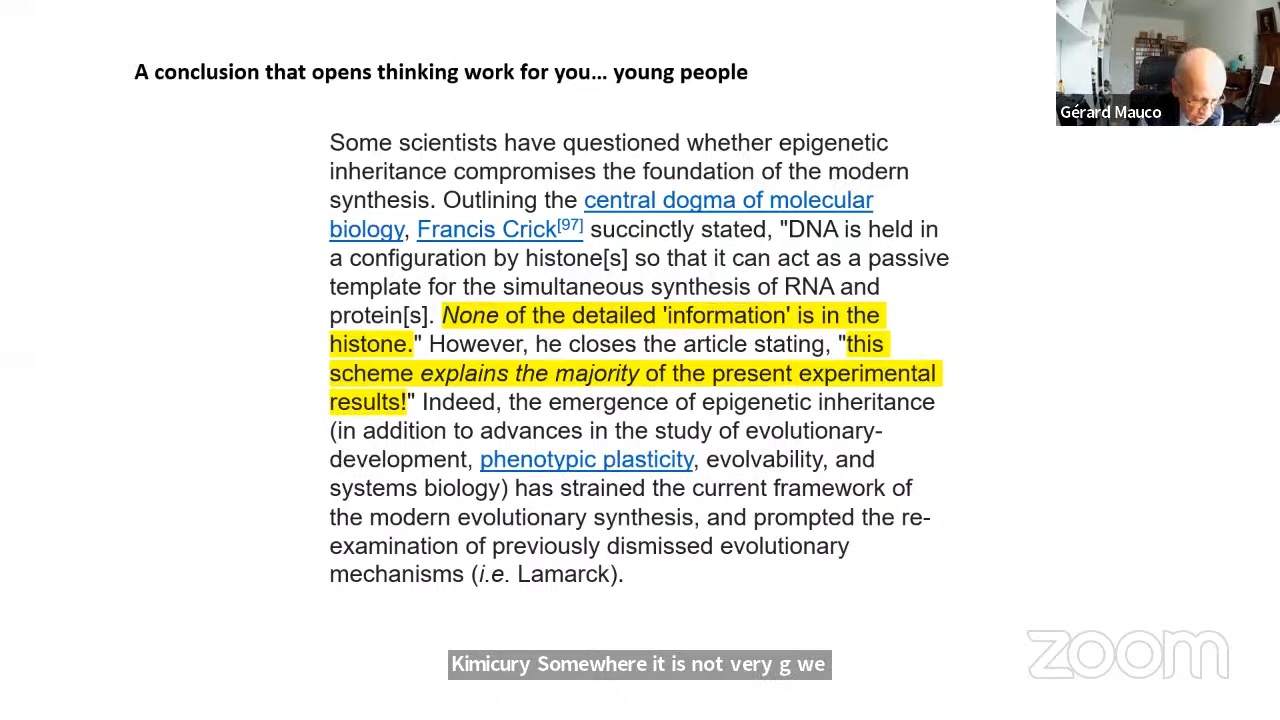 A conclusion that opens thinking work for you... young people
Gérard Mauco
Some scientists have questioned whether epigenetic
inheritance compromises the foundation of the modern
synthesis. Outlining the central dogma of molecular
biology, Francis Crick[97] succinctly stated, "DNA is held in
a configuration by histone[s] so that it can act as a passive
template for the simultaneous synthesis of RNA and
protein[s]. None of the detailed 'information' is in the
histone." However, he closes the article stating, "this
scheme explains the majority of the present experimental
results!" Indeed, the emergence of epigenetic inheritance
(in addition to advances in the study of evolutionary-
development, phenotypic plasticity, evolvability, and
systems biology) has strained the current framework of
the modern evolutionary synthesis, and prompted the re-
examination of previously dismissed evolutionary
mechanisms (i.e. Lamarck).
Kimicury Somewhere it is not very g we
zoom